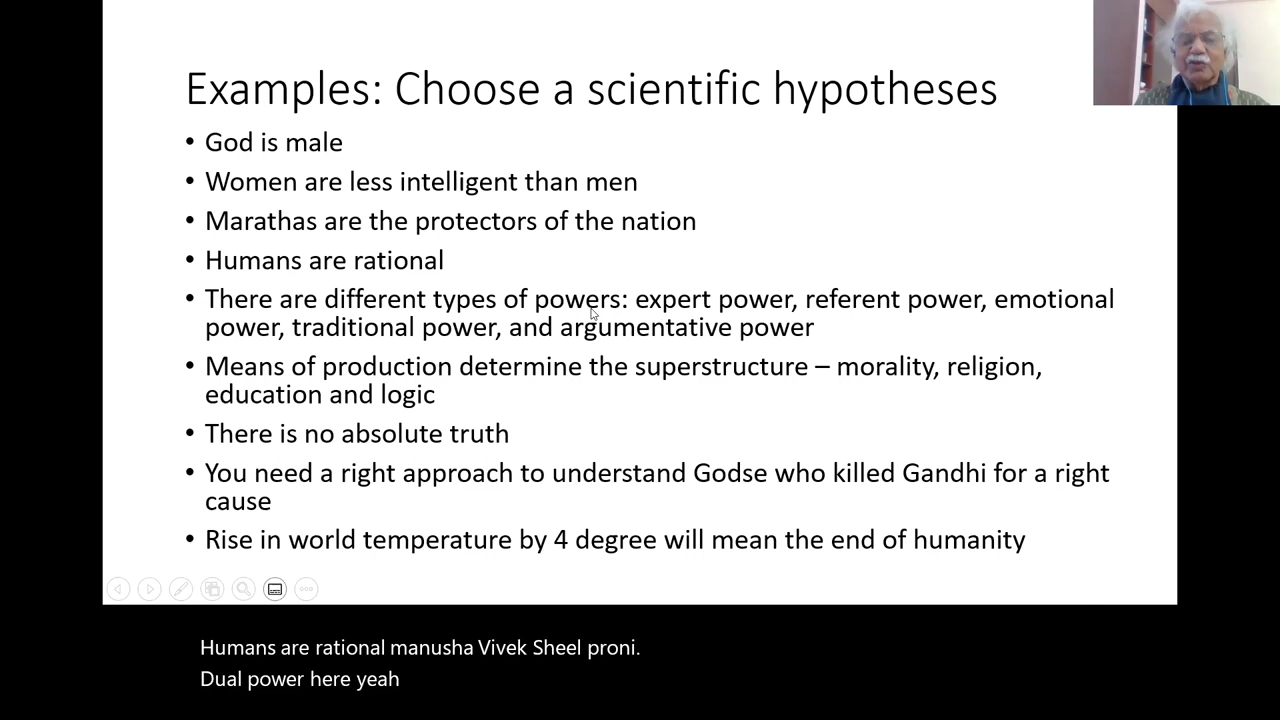 Examples: Choose a scientific hypotheses
• God is male
• Women are less intelligent than men
• Marathas are the protectors of the nation
• Humans are rational
• There are different types of powers: expert power, referent power, emotional
power, traditional power, and argumentative power
• Means of production determine the superstructure – morality, religion,
education and logic
• There is no absolute truth
• You need a right approach to understand Godse who killed Gandhi for a right
cause
• Rise in world temperature by 4 degree will mean the end of humanity
Humans are rational manusha Vivek Sheel proni.
Dual power here yeah